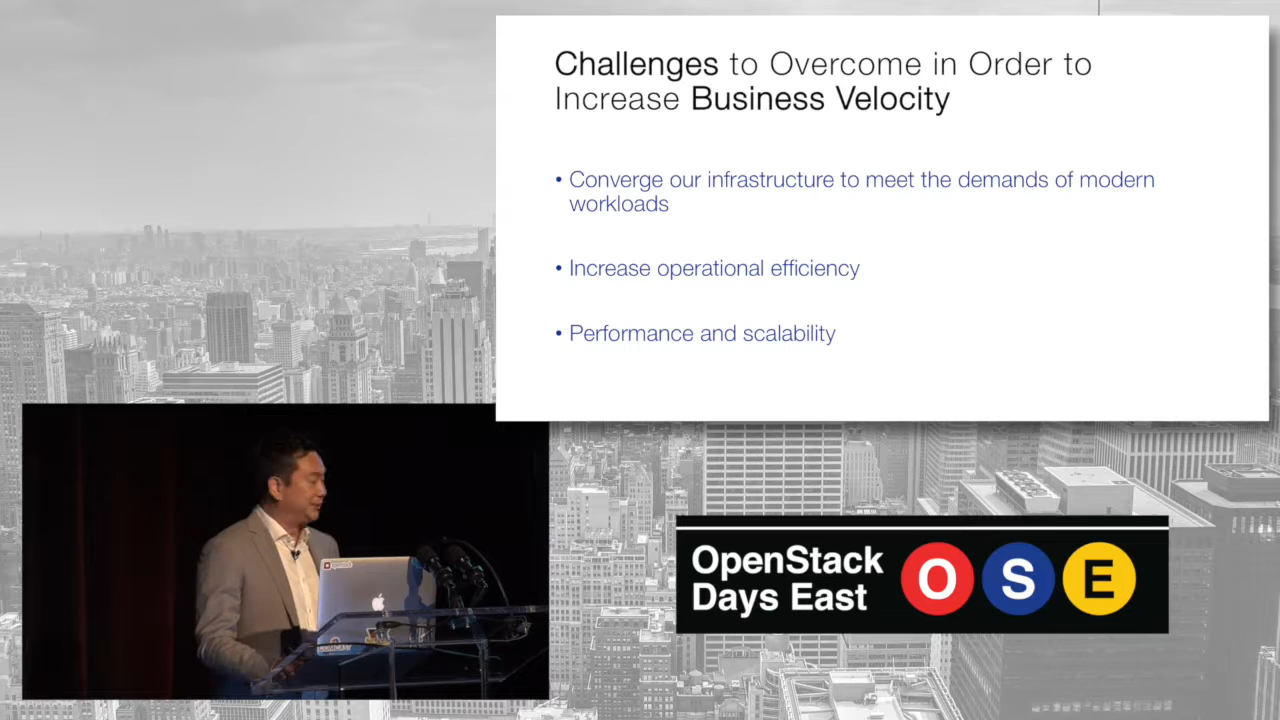 Challenges to Overcome in Order to
Increase Business Velocity
• Converge our infrastructure to meet the demands of modern
workloads
• Increase operational efficiency
• Performance and scalability
OpenStack
Days East
O S E
openstack